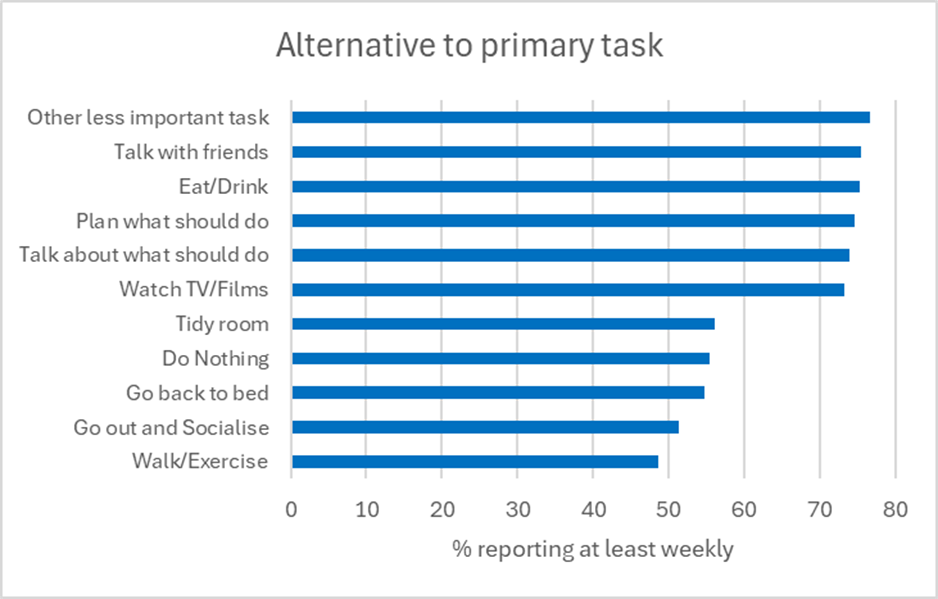 Alternative to primary task
Other less important task
Talk with friends
Eat/Drink
Plan what should do
Talk about what should do
Watch TV/Films
Tidy room
Do Nothing
Go back to bed
Go out and Socialise
Walk/Exercise
0 10 20 30 40 50 60 70 80
% reporting at least weekly